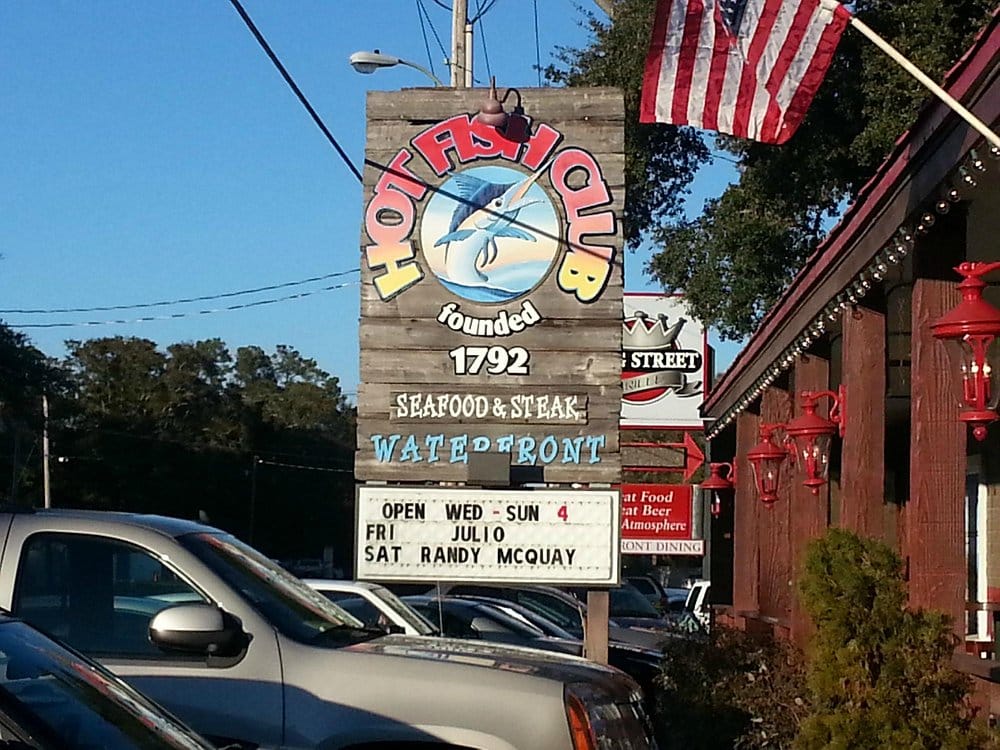 HOT FISH CLUB
founded
1792
SEAFOOD & STEAK
WATERFRONT
OPEN WED - SUN 4
FRI JULIO
SAT RANDY MCQUAY
STREET
Food
Beer
Atmosphere
DINING